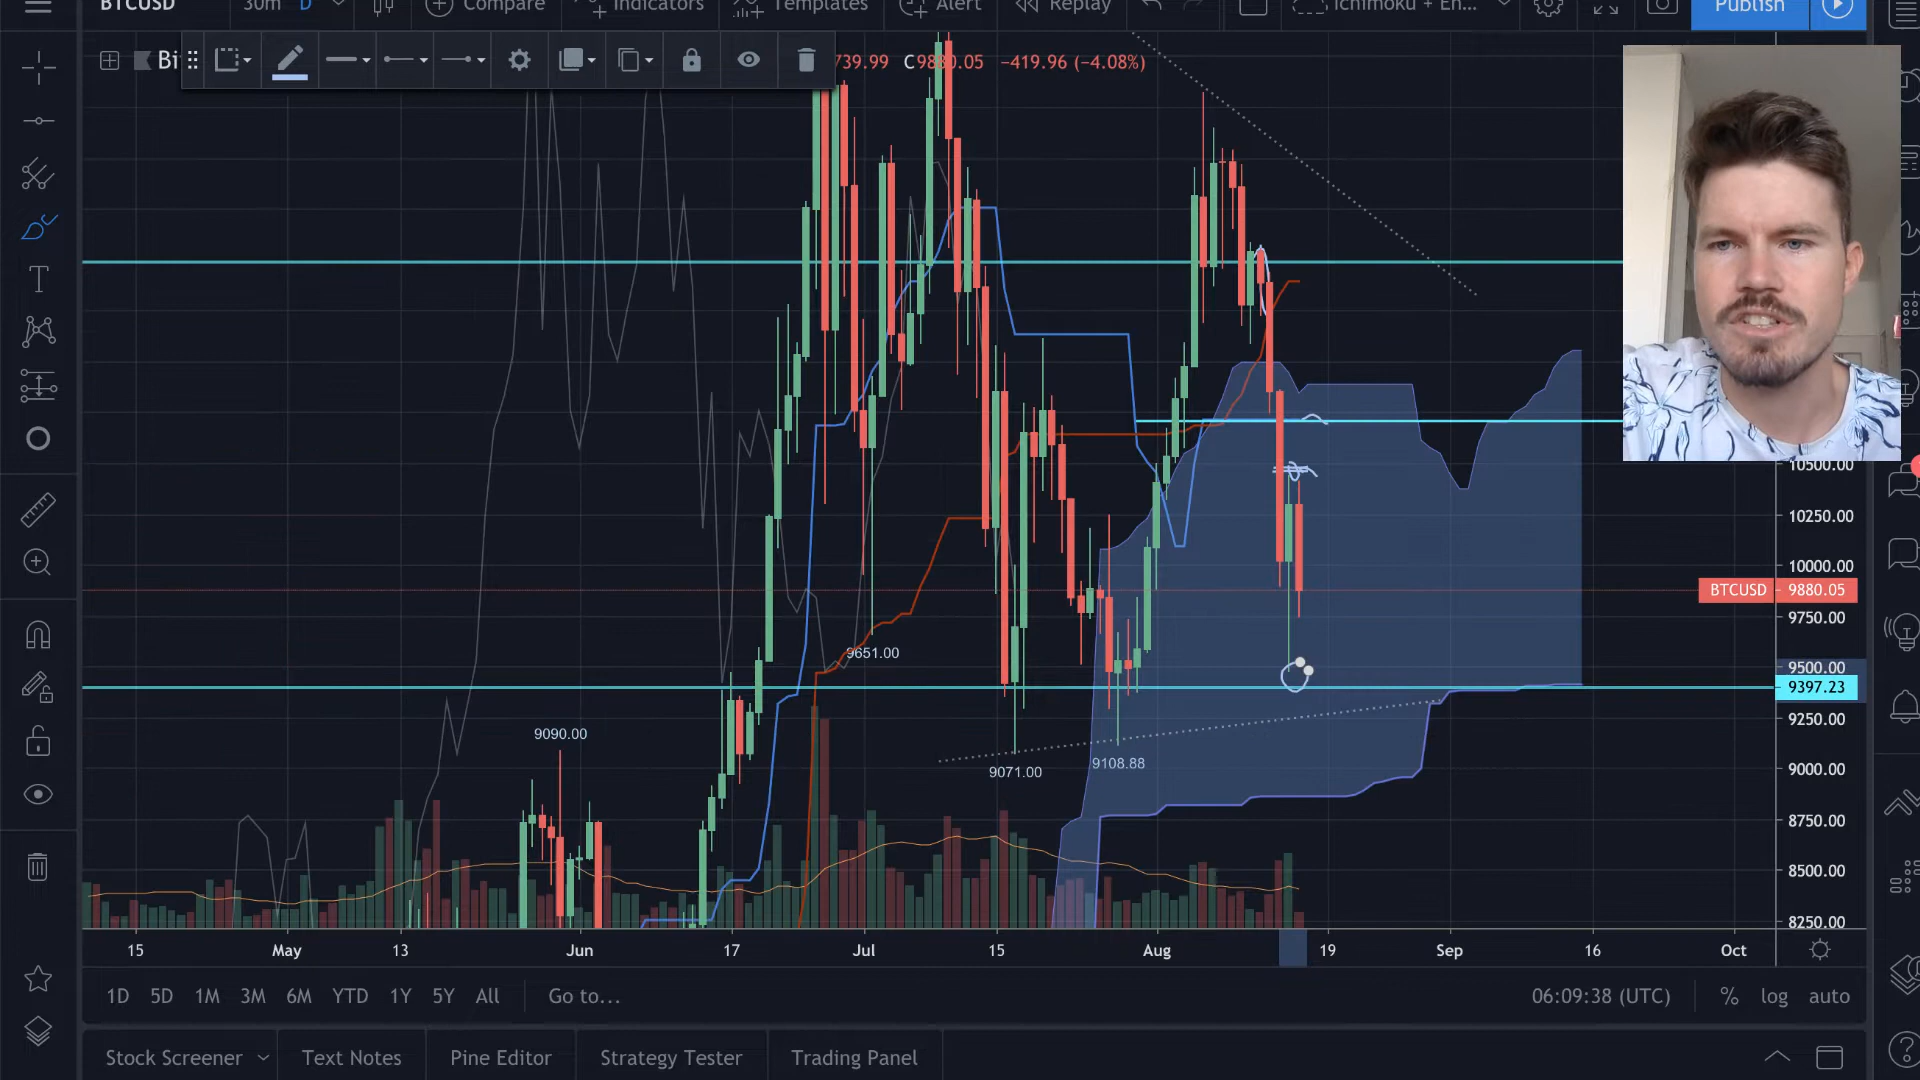 BTCUSD 30m D Compare Indicators Templates Alert Replay Ichimoku + En... Publish
Bi 739.99 C9880.05 −419.96 (−4.08%)
10500.00
10250.00
10000.00
BTCUSD 9880.05
9750.00
9651.00
9500.00
9397.23
9250.00
9090.00
9071.00
9108.88
9000.00
8750.00
8500.00
8250.00
15 May 13 Jun 17 Jul 15 Aug 19 Sep 16 Oct
1D 5D 1M 3M 6M YTD 1Y 5Y All Go to... 06:09:38 (UTC) % log auto
Stock Screener Text Notes Pine Editor Strategy Tester Trading Panel